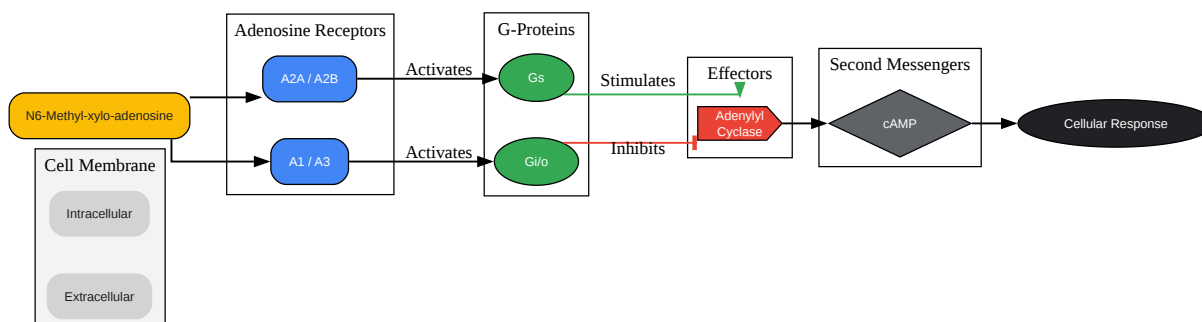 Adenosine Receptors
G-Proteins
A2A / A2B
Activates
Gs
Stimulates
Effectors
Second Messengers
N6-Methyl-xylo-adenosine
Adenylyl
Cyclase
cAMP
Cellular Response
Cell Membrane
A1 / A3
Activates
Gi/o
Inhibits
Intracellular
Extracellular